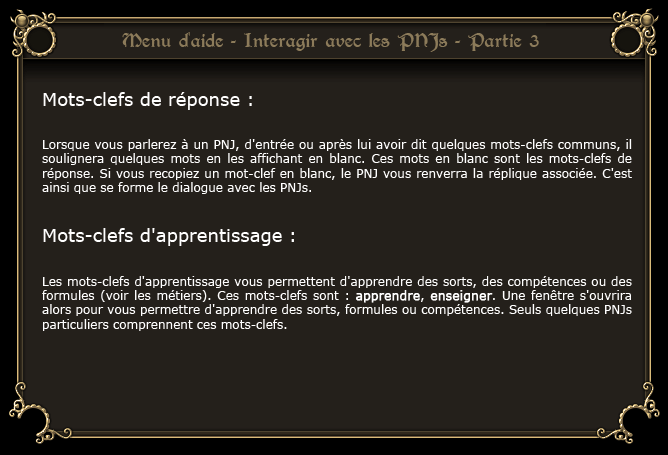 Menu d'aide - Interagir avec les PNJs - Partie 3
Mots-clefs de réponse :
Lorsque vous parlerez à un PNJ, d'entrée ou après lui avoir dit quelques mots-clefs communs, il
soulignera quelques mots en les affichant en blanc. Ces mots en blanc sont les mots-clefs de
réponse. Si vous recopiez un mot-clef en blanc, le PNJ vous renverra la réplique associée. C'est
ainsi que se forme le dialogue avec les PNJs.
Mots-clefs d'apprentissage :
Les mots-clefs d'apprentissage vous permettent d'apprendre des sorts, des compétences ou des
formules (voir les métiers). Ces mots-clefs sont : apprendre, enseigner. Une fenêtre s'ouvrira
alors pour vous permettre d'apprendre des sorts, formules ou compétences. Seuls quelques PNJs
particuliers comprennent ces mots-clefs.